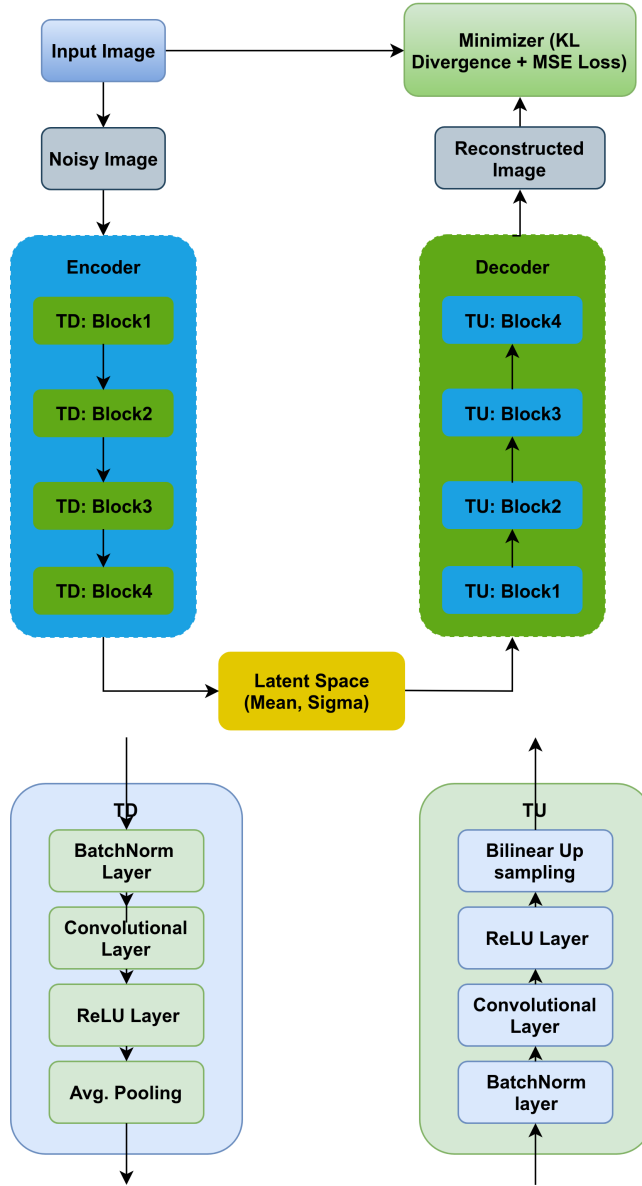 Input Image
Minimizer (KL
Divergence + MSE Loss)
Noisy Image
Reconstructed
Image
Encoder
TD: Block1
TD: Block2
TD: Block3
TD: Block4
Decoder
TU: Block4
TU: Block3
TU: Block2
TU: Block1
Latent Space
(Mean, Sigma)
TD
BatchNorm
Layer
Convolutional
Layer
ReLU Layer
Avg. Pooling
TU
Bilinear Up
sampling
ReLU Layer
Convolutional
Layer
BatchNorm
layer